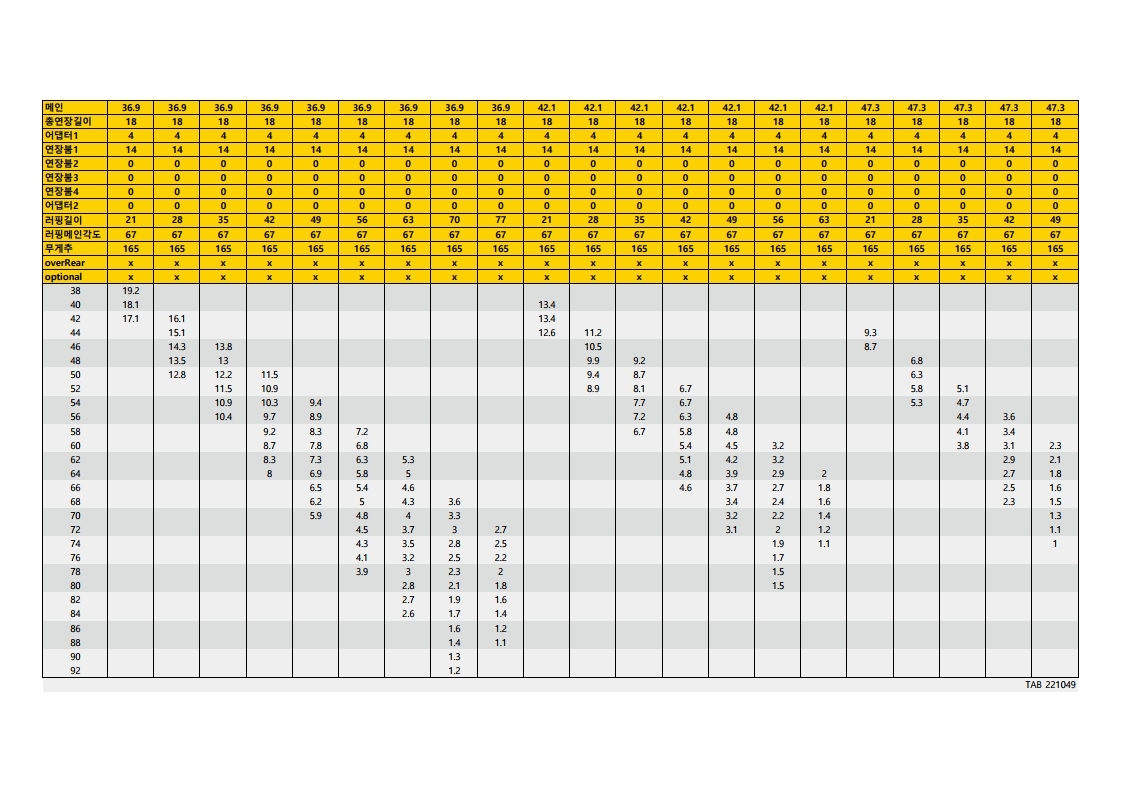 메인 36.9 36.9 36.9 36.9 36.9 36.9 36.9 36.9 36.9 42.1 42.1 42.1 42.1 42.1 42.1 42.1 47.3 47.3 47.3 47.3 47.3
총연장길이 18 18 18 18 18 18 18 18 18 18 18 18 18 18 18 18 18 18 18 18 18
어댑터1 4 4 4 4 4 4 4 4 4 4 4 4 4 4 4 4 4 4 4 4 4
연장붐1 14 14 14 14 14 14 14 14 14 14 14 14 14 14 14 14 14 14 14 14 14
연장붐2 0 0 0 0 0 0 0 0 0 0 0 0 0 0 0 0 0 0 0 0 0
연장붐3 0 0 0 0 0 0 0 0 0 0 0 0 0 0 0 0 0 0 0 0 0
연장붐4 0 0 0 0 0 0 0 0 0 0 0 0 0 0 0 0 0 0 0 0 0
어댑터2 0 0 0 0 0 0 0 0 0 0 0 0 0 0 0 0 0 0 0 0 0
러핑길이 21 28 35 42 49 56 63 70 77 21 28 35 42 49 56 63 21 28 35 42 49
러핑메인각도 67 67 67 67 67 67 67 67 67 67 67 67 67 67 67 67 67 67 67 67 67
무게추 165 165 165 165 165 165 165 165 165 165 165 165 165 165 165 165 165 165 165 165 165
overRear x x x x x x x x x x x x x x x x x x x x x
optional x x x x x x x x x x x x x x x x x x x x x
38 19.2
40 18.1 13.4
42 17.1 16.1 13.4
44 15.1 12.6 11.2 9.3
46 14.3 13.8 10.5 8.7
48 13.5 13 9.9 9.2 6.8
50 12.8 12.2 11.5 9.4 8.7 6.3
52 11.5 10.9 8.9 8.1 6.7 5.8 5.1
54 10.9 10.3 9.4 7.7 6.7 5.3 4.7
56 10.4 9.7 8.9 7.2 6.3 4.8 4.4 3.6
58 9.2 8.3 7.2 6.7 5.8 4.8 4.1 3.4
60 8.7 7.8 6.8 5.4 4.5 3.2 3.8 3.1 2.3
62 8.3 7.3 6.3 5.3 5.1 4.2 3.2 2.9 2.1
64 8 6.9 5.8 5 4.8 3.9 2.9 2 2.7 1.8
66 6.5 5.4 4.6 4.6 3.7 2.7 1.8 2.5 1.6
68 6.2 5 4.3 3.6 3.4 2.4 1.6 2.3 1.5
70 5.9 4.8 4 3.3 3.2 2.2 1.4 1.3
72 4.5 3.7 3 2.7 3.1 2 1.2 1.1
74 4.3 3.5 2.8 2.5 1.9 1.1 1
76 4.1 3.2 2.5 2.2 1.7
78 3.9 3 2.3 2 1.5
80 2.8 2.1 1.8 1.5
82 2.7 1.9 1.6
84 2.6 1.7 1.4
86 1.6 1.2
88 1.4 1.1
90 1.3
92 1.2
TAB 221049